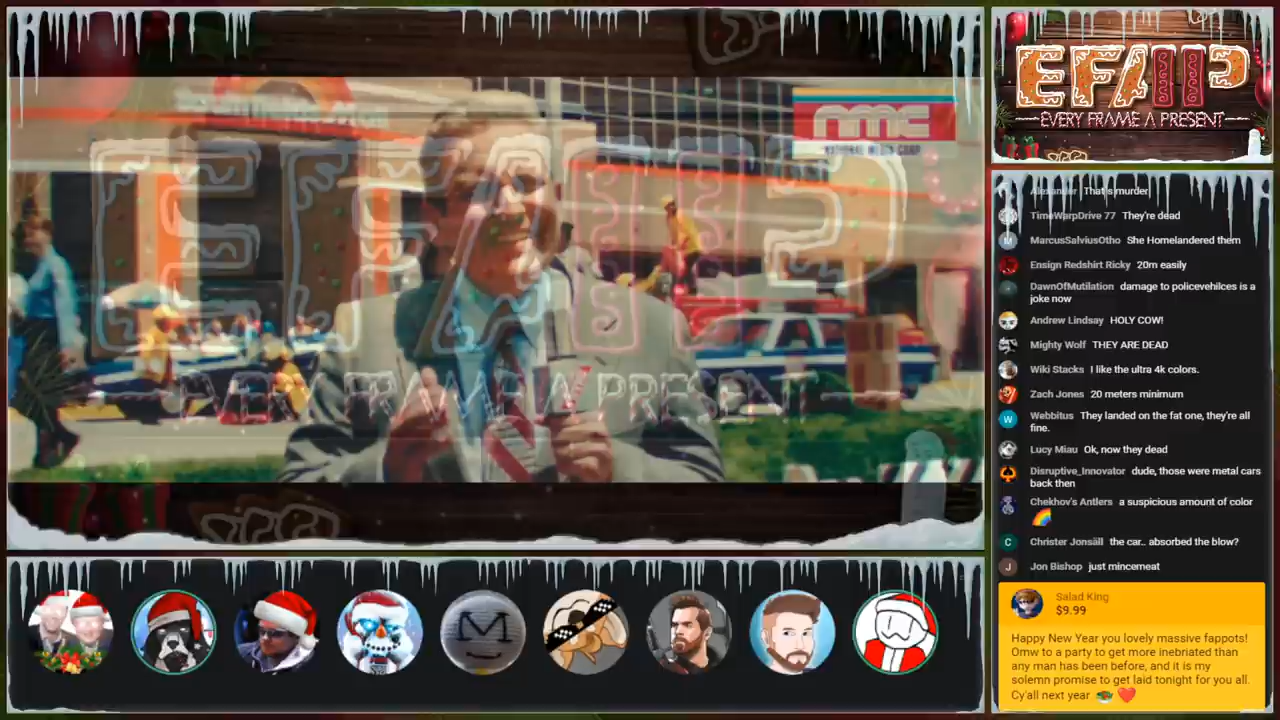 NMC
EFAP
EVERY FRAME A PRESENT
EFAP
EVERY FRAME A PRESENT
Alexander That's murder
TimeWarpDrive 77 They're dead
MarcusSalviusOtho She Homelandered them
Ensign Redshirt Ricky 20m easily
DawnOfMutilation damage to policevehilces is a
joke now
Andrew Lindsay HOLY COW!
Mighty Wolf THEY ARE DEAD
Wiki Stacks I like the ultra 4k colors.
Zach Jones 20 meters minimum
W
Webbitus They landed on the fat one, they're all
fine.
Lucy Miau Ok, now they dead
Disruptive_Innovator dude, those were metal cars
back then
Chekhov's Antlers a suspicious amount of color
C
Christer Jonsäll the car.. absorbed the blow?
J
Jon Bishop just mincemeat
Salad King
$9.99
Happy New Year you lovely massive fappots!
Omw to a party to get more inebriated than
any man has been before, and it is my
solemn promise to get laid tonight for you all.
Cy'all next year
M